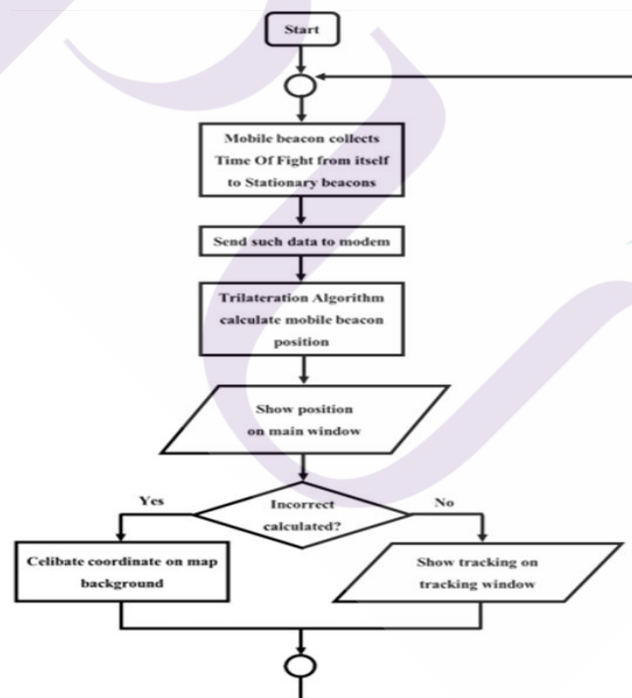 Start
Mobile beacon collects
Time Of Fight from itself
to Stationary beacons
Send such data to modem
Trilateration Algorithm
calculate mobile beacon
position
Show position
on main window
Incorrect
calculated?
Yes
No
Celibate coordinate on map
background
Show tracking on
tracking window